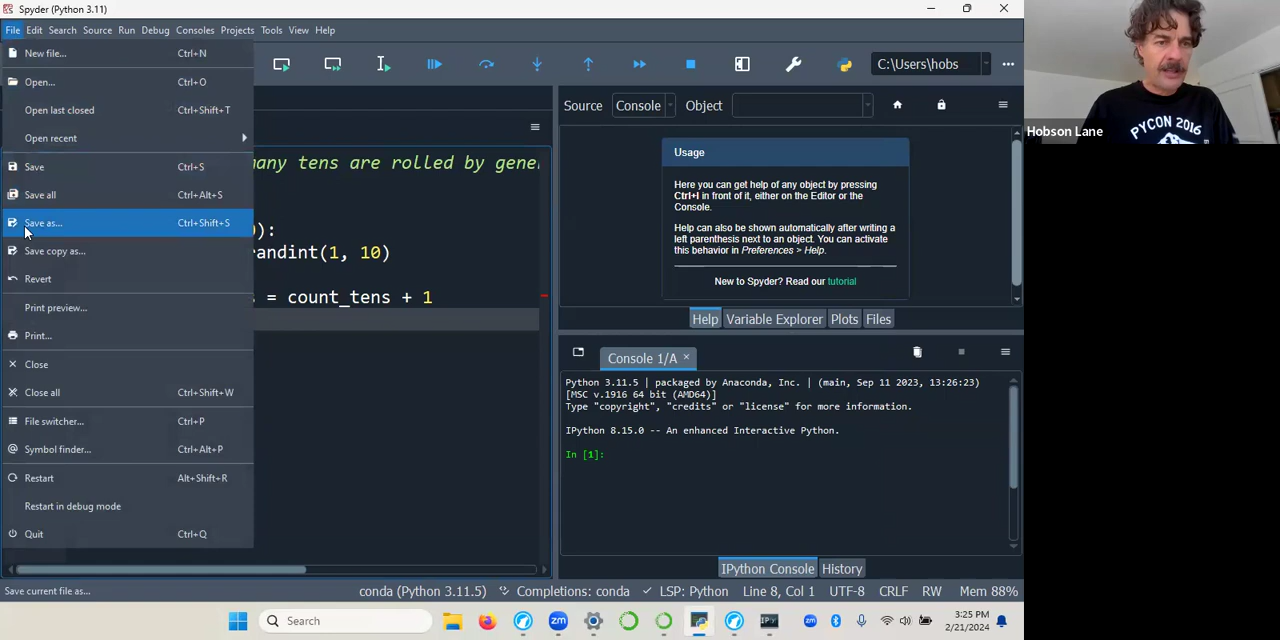 Spyder (Python 3.11)
File Edit Search Source Run Debug Consoles Projects Tools View Help
New file... Ctrl+N
Open... Ctrl+O
Open last closed Ctrl+Shift+T
Open recent
Save Ctrl+S
Save all Ctrl+Alt+S
Save as... Ctrl+Shift+S
Save copy as...
Revert
Print preview...
Print...
Close
Close all Ctrl+Shift+W
File switcher... Ctrl+P
Symbol finder... Ctrl+Alt+P
Restart Alt+Shift+R
Restart in debug mode
Quit Ctrl+Q
C:\Users\hobs
many tens are rolled by gener
):
randint(1, 10)
= count_tens + 1
Source Console Object
Usage
Here you can get help of any object by pressing
Ctrl+I in front of it, either on the Editor or the
Console.
Help can also be shown automatically after writing a
left parenthesis next to an object. You can activate
this behavior in Preferences > Help.
New to Spyder? Read our tutorial
Help Variable Explorer Plots Files
Console 1/A
Python 3.11.5 | packaged by Anaconda, Inc. | (main, Sep 11 2023, 13:26:23)
[MSC v.1916 64 bit (AMD64)]
Type "copyright", "credits" or "license" for more information.
IPython 8.15.0 -- An enhanced Interactive Python.
In [1]:
IPython Console History
Save current file as... conda (Python 3.11.5) Completions: conda LSP: Python Line 8, Col 1 UTF-8 CRLF RW Mem 88%
Search
3:25 PM
2/21/2024
PYCON 2016
Hobson Lane